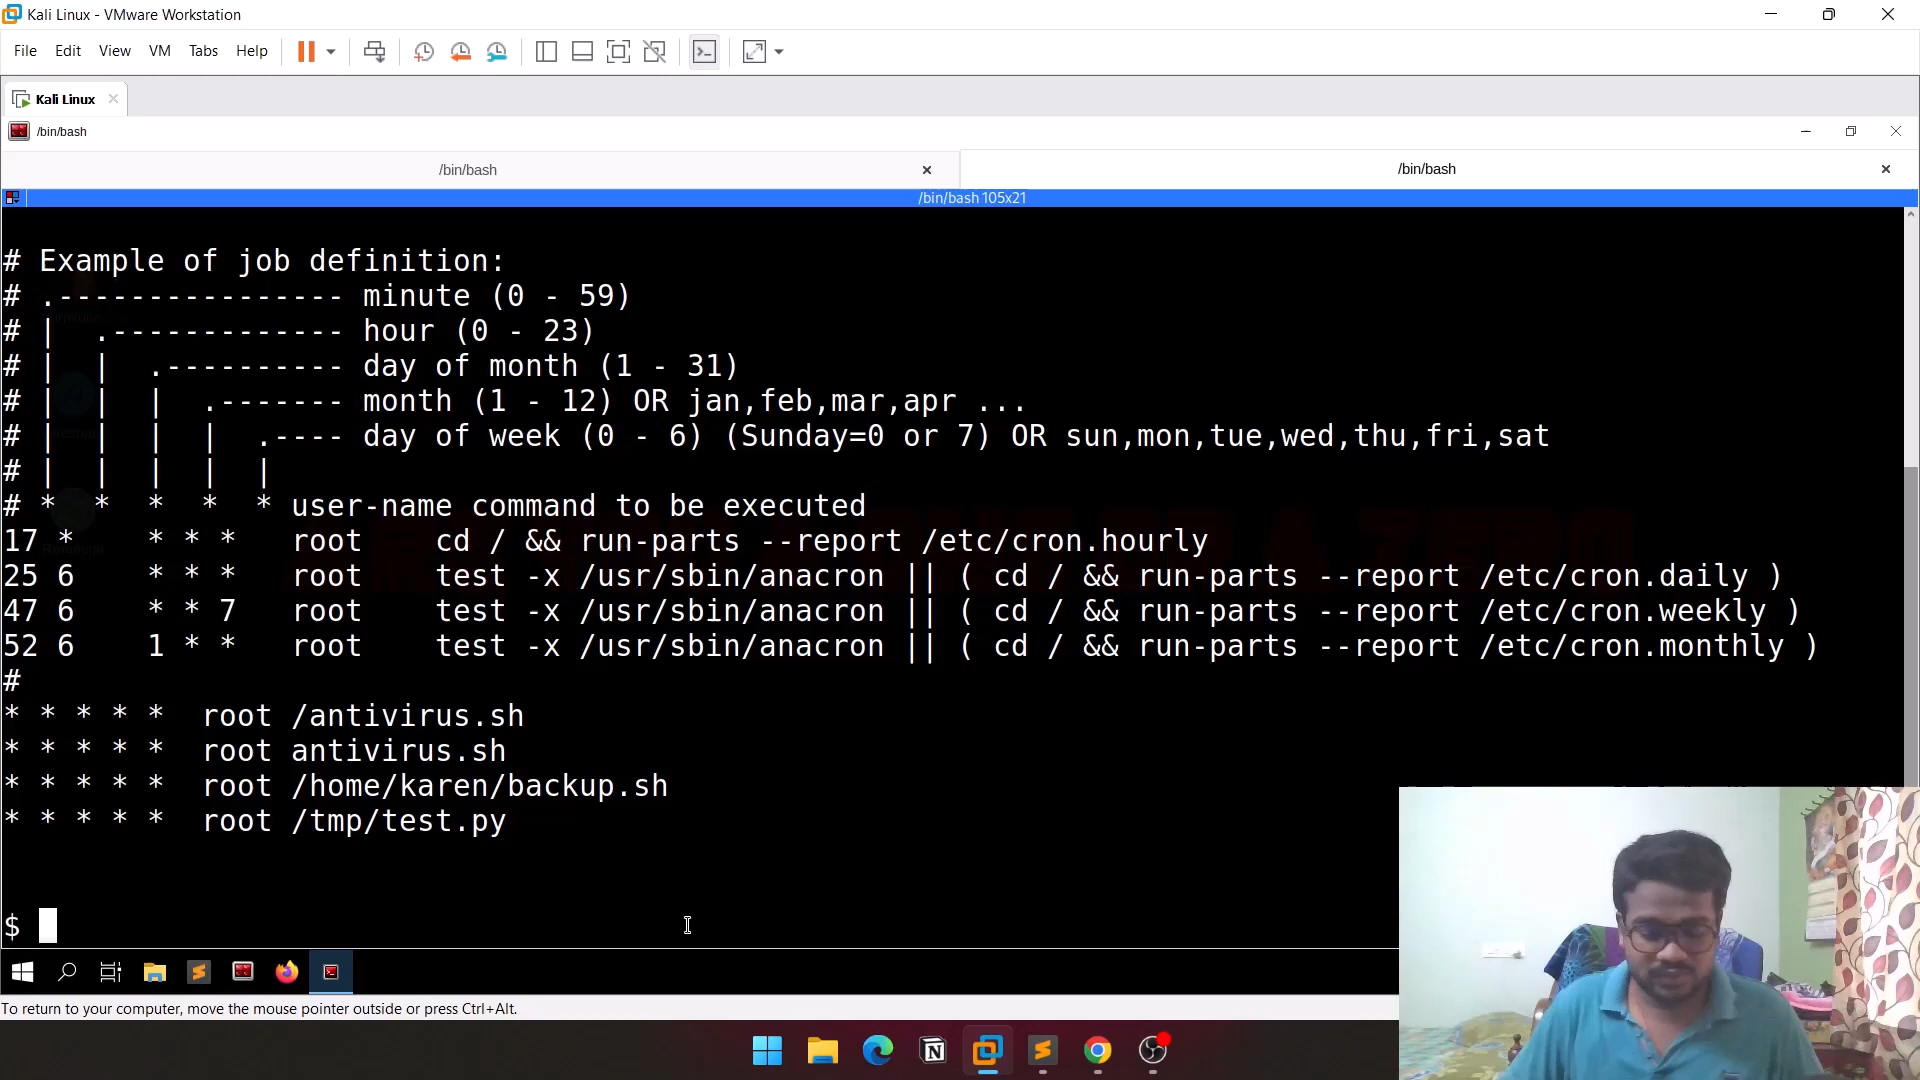 Kali Linux - VMware Workstation
File Edit View VM Tabs Help
Kali Linux
/bin/bash
/bin/bash /bin/bash
/bin/bash 105x21
# Example of job definition:
# .---------------- minute (0 - 59)
# | .------------- hour (0 - 23)
# | | .---------- day of month (1 - 31)
# | | | .------- month (1 - 12) OR jan,feb,mar,apr ...
# | | | | .---- day of week (0 - 6) (Sunday=0 or 7) OR sun,mon,tue,wed,thu,fri,sat
# | | | | |
# * * * * * user-name command to be executed
17 * * * * root cd / && run-parts --report /etc/cron.hourly
25 6 * * * root test -x /usr/sbin/anacron || ( cd / && run-parts --report /etc/cron.daily )
47 6 * * 7 root test -x /usr/sbin/anacron || ( cd / && run-parts --report /etc/cron.weekly )
52 6 1 * * root test -x /usr/sbin/anacron || ( cd / && run-parts --report /etc/cron.monthly )
#
* * * * * root /antivirus.sh
* * * * * root antivirus.sh
* * * * * root /home/karen/backup.sh
* * * * * root /tmp/test.py
$
To return to your computer, move the mouse pointer outside or press Ctrl+Alt.